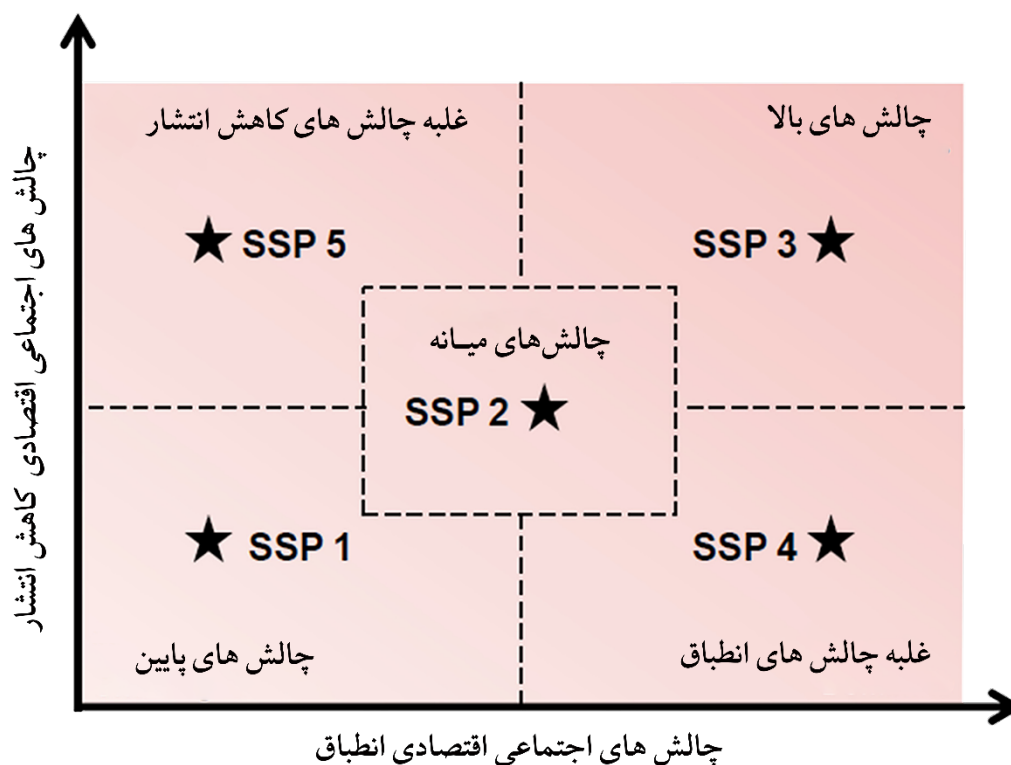 غلبه چالش های کاهش انتشار
چالش های بالا
SSP 5
SSP 3
چالش‌های میـانه
SSP 2
SSP 1
SSP 4
چالش های پایین
غلبه چالش های انطباق
چالش های اجتماعی اقتصادی کاهش انتشار
چالش های اجتماعی اقتصادی انطباق